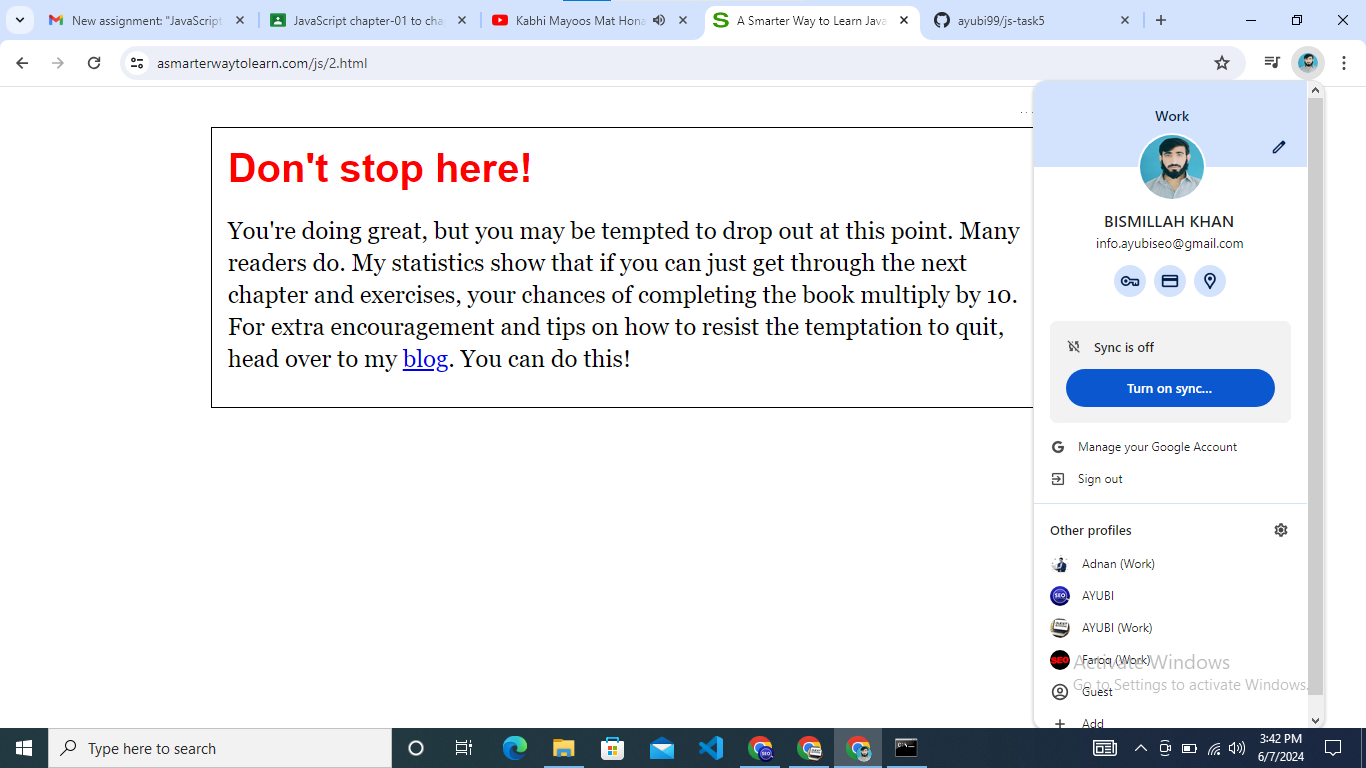 New assignment: "JavaScript
JavaScript chapter-01 to cha
Kabhi Mayoos Mat Hona
A Smarter Way to Learn Java
ayubi99/js-task5
asmarterwaytolearn.com/js/2.html
Don't stop here!
You're doing great, but you may be tempted to drop out at this point. Many
readers do. My statistics show that if you can just get through the next
chapter and exercises, your chances of completing the book multiply by 10.
For extra encouragement and tips on how to resist the temptation to quit,
head over to my blog. You can do this!
Work
BISMILLAH KHAN
info.ayubiseo@gmail.com
Sync is off
Turn on sync...
Manage your Google Account
Sign out
Other profiles
Adnan (Work)
SEO AYUBI
AYUBI (Work)
SEO Faroq (Work)
Activate Windows
Go to Settings to activate Windows.
Guest
Add
Type here to search
3:42 PM
6/7/2024